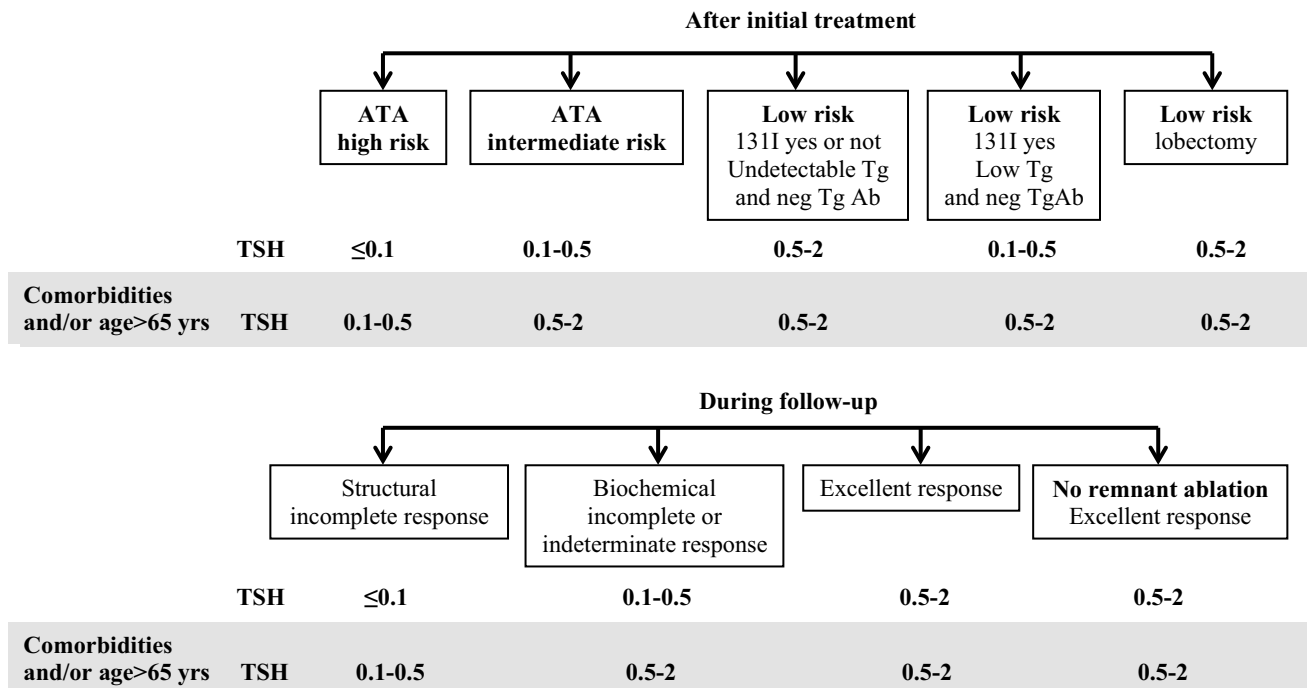 After initial treatment
ATA
high risk
ATA
intermediate risk
Low risk
131I yes or not
Undetectable Tg
and neg Tg Ab
Low risk
131I yes
Low Tg
and neg TgAb
Low risk
lobectomy
TSH ≤0.1 0.1-0.5 0.5-2 0.1-0.5 0.5-2
Comorbidities
and/or age>65 yrs TSH 0.1-0.5 0.5-2 0.5-2 0.5-2 0.5-2
During follow-up
Structural
incomplete response
Biochemical
incomplete or
indeterminate response
Excellent response
No remnant ablation
Excellent response
TSH ≤0.1 0.1-0.5 0.5-2 0.5-2
Comorbidities
and/or age>65 yrs TSH 0.1-0.5 0.5-2 0.5-2 0.5-2